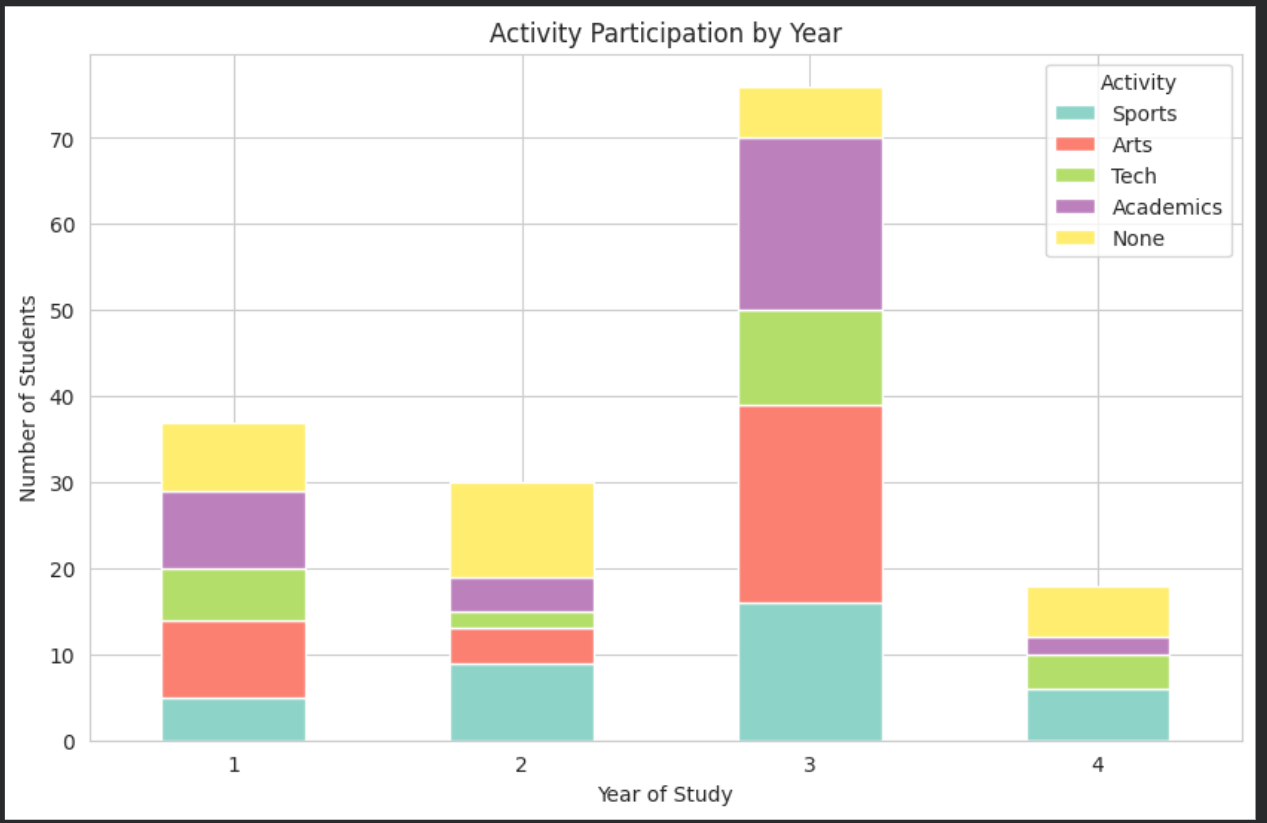 Activity Participation by Year
Activity
Sports
Arts
Tech
Academics
None
Number of Students
70
60
50
40
30
20
10
0
1 2 3 4
Year of Study